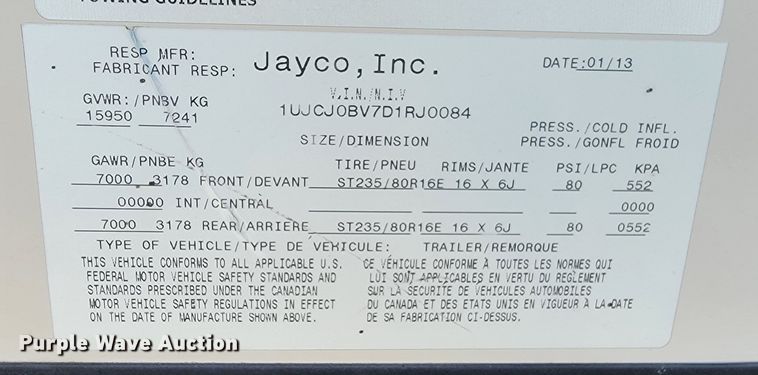 TOWING GUIDELINES
RESP MFR:
FABRICANT RESP: Jayco, Inc. DATE:01/13
GVWR:/PNBV KG V.I.N./N.I.V
15950 7241 1UJCJ0BV7D1RJ0084
SIZE/DIMENSION PRESS./COLD INFL.
PRESS./GONFL FROID
GAWR/PNBE KG TIRE/PNEU RIMS/JANTE PSI/LPC KPA
7000 3178 FRONT/DEVANT ST235/80R16E 16 X 6J 80 552
00000 INT/CENTRAL 0000
7000 3178 REAR/ARRIERE ST235/80R16E 16 X 6J 80 0552
TYPE OF VEHICLE/TYPE DE VEHICULE: TRAILER/REMORQUE
THIS VEHICLE CONFORMS TO ALL APPLICABLE U.S. CE VÉHICULE CONFORME À TOUTES LES NORMES QUI
FEDERAL MOTOR VEHICLE SAFETY STANDARDS AND LUI SONT APPLICABLES EN VERTU DU REGLEMENT
STANDARDS PRESCRIBED UNDER THE CANADIAN SUR LA SECURITE DE VEHICULES AUTOMOBILES
MOTOR VEHICLE SAFETY REGULATIONS IN EFFECT DU CANADA ET DES ETATS UNIS EN VIGUEUR À LA DATE
ON THE DATE OF MANUFACTURE SHOWN ABOVE. DE SA FABRICATION CI-DESSUS.
Purple Wave Auction